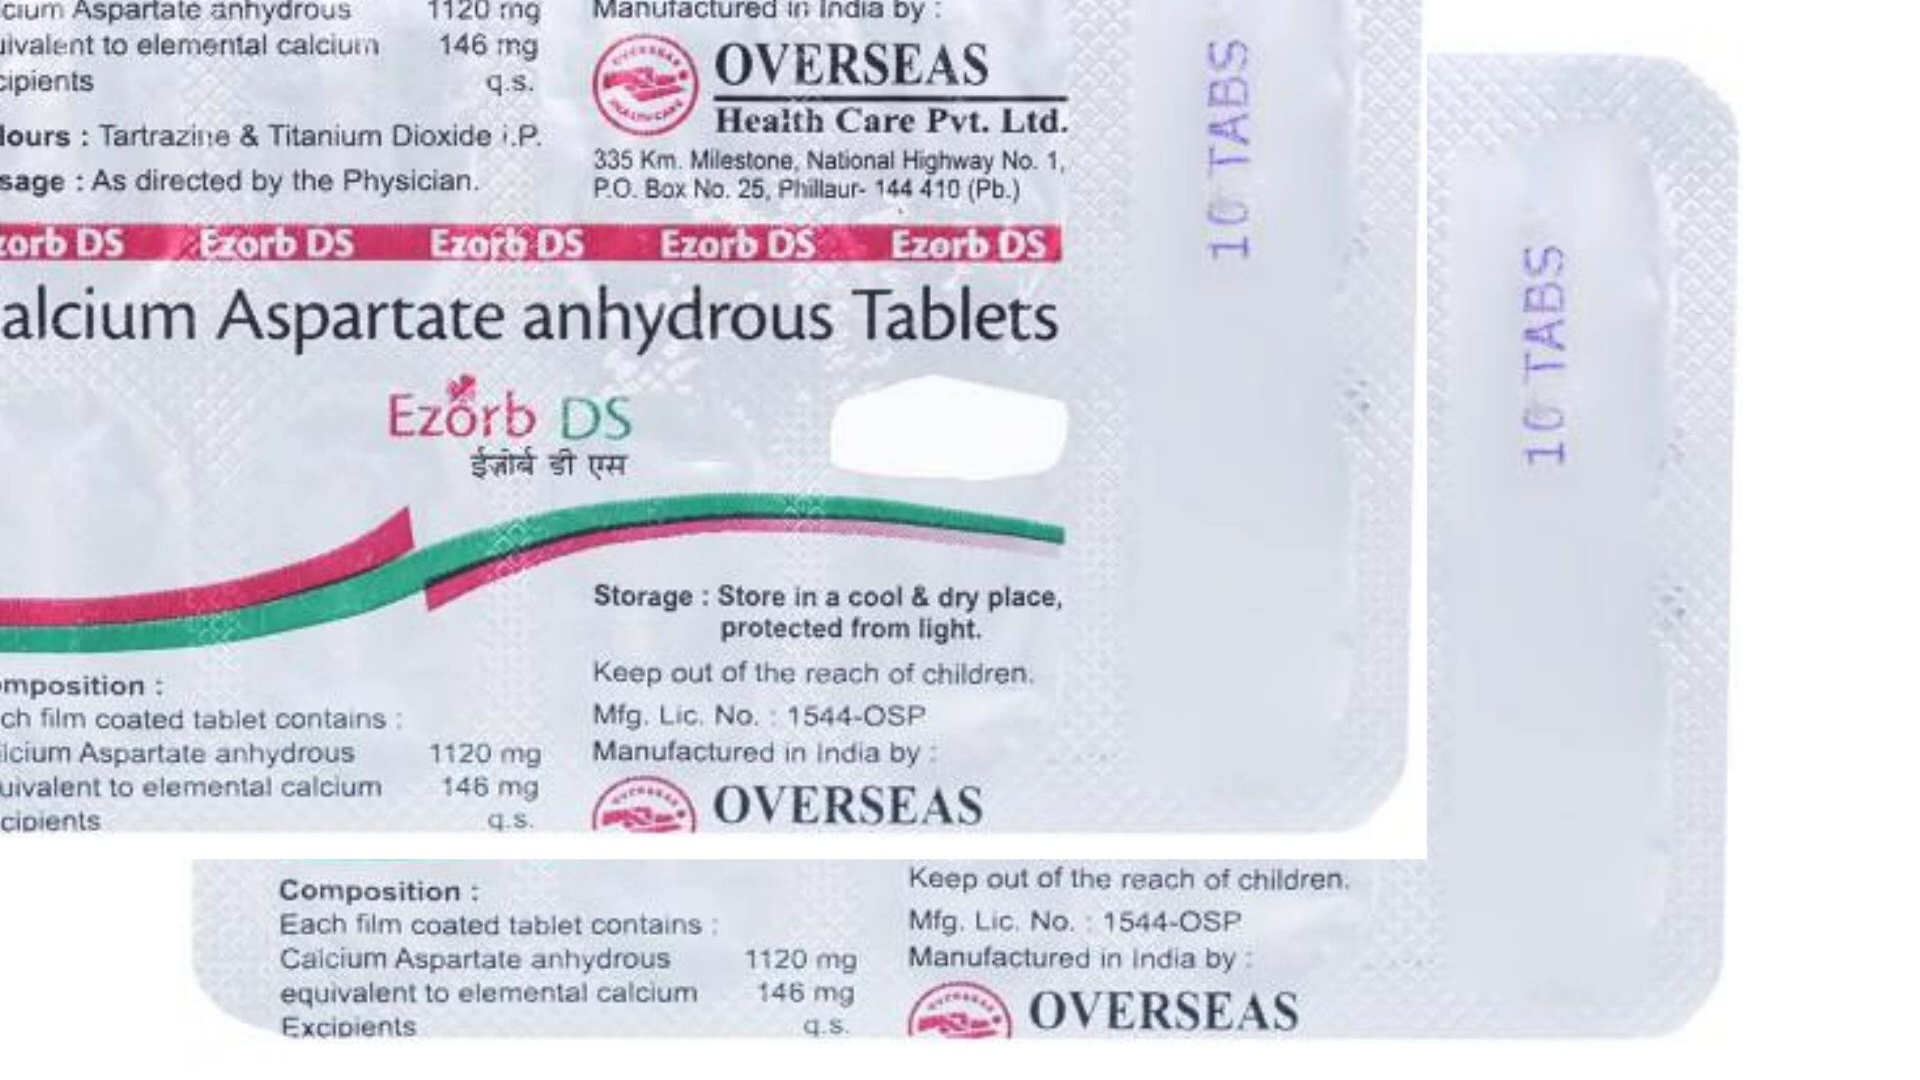 cium Aspartate anhydrous 1120 mg
uivalent to elemental calcium 146 mg
cipients q.s.
lours : Tartrazine & Titanium Dioxide I.P.
sage : As directed by the Physician.
Manufactured in India by :
OVERSEAS
HEALTH CARE
OVERSEAS
Health Care Pvt. Ltd.
335 Km. Milestone, National Highway No. 1,
P.O. Box No. 25, Phillaur- 144 410 (Pb.)
zorb DS Ezorb DS Ezorb DS Ezorb DS Ezorb DS
alcium Aspartate anhydrous Tablets
Ezorb DS
ईज़ोर्ब डी एस
Storage : Store in a cool & dry place,
protected from light.
Keep out of the reach of children.
Mfg. Lic. No. : 1544-OSP
Manufactured in India by :
OVERSEAS
OVERSEAS
mposition :
ch film coated tablet contains :
lcium Aspartate anhydrous 1120 mg
uivalent to elemental calcium 146 mg
cipients q.s.
10 TABS
10 TABS
Composition :
Each film coated tablet contains :
Calcium Aspartate anhydrous 1120 mg
equivalent to elemental calcium 146 mg
Excipients q.s.
Keep out of the reach of children.
Mfg. Lic. No. : 1544-OSP
Manufactured in India by :
OVERSEAS
OVERSEAS